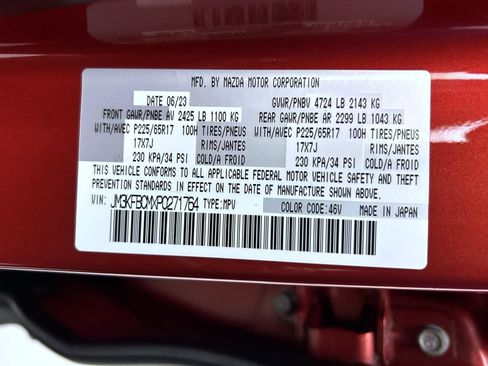 MFD. BY MAZDA MOTOR CORPORATION
DATE 06/23 GVWR/PNBV 4724 LB 2143 KG
FRONT GAWR/PNBE AV 2425 LB 1100 KG REAR GAWR/PNBE AR 2299 LB 1043 KG
WITH/AVEC P225/65R17 100H TIRES/PNEUS WITH/AVEC P225/65R17 100H TIRES/PNEUS
17X7J RIMS/JANTES 17X7J RIMS/JANTES
230 KPA/34 PSI COLD/A FROID 230 KPA/34 PSI COLD/A FROID
THIS VEHICLE CONFORMS TO ALL APPLICABLE FEDERAL MOTOR VEHICLE SAFETY AND THEFT
PREVENTION STANDARDS IN EFFECT ON THE DATE OF MANUFACTURE SHOWN ABOVE.
VIN: JM3KFBCMXP0271764 TYPE:MPV COLOR CODE:46V MADE IN JAPAN